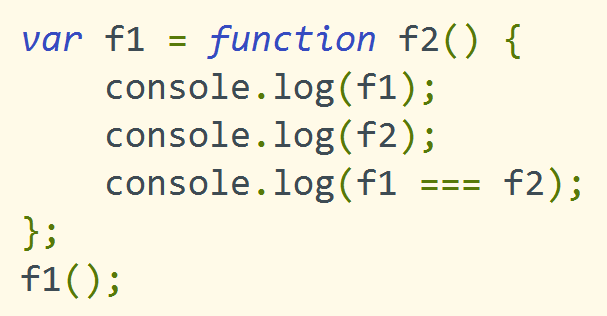 var f1 = function f2() {
    console.log(f1);
    console.log(f2);
    console.log(f1 === f2);
};
f1();